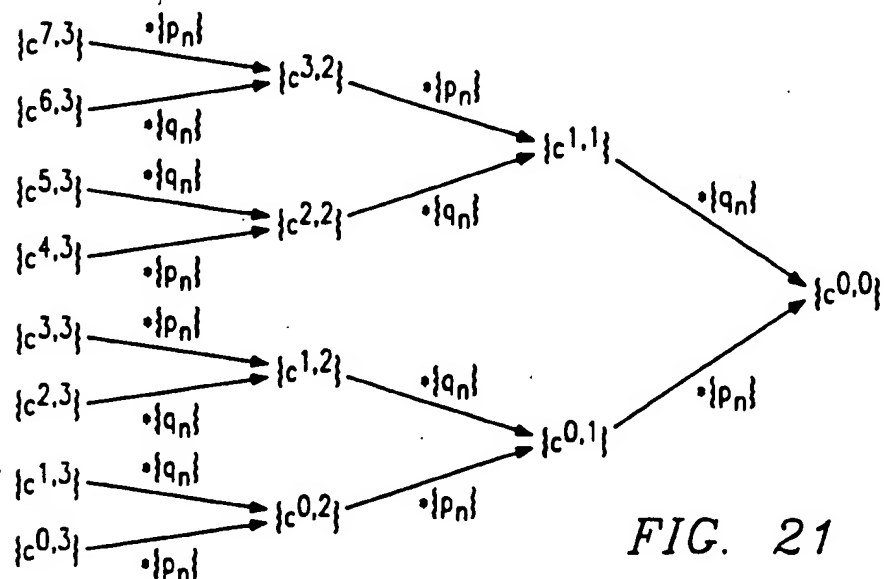 {c^7,3} *{p_n}
{c^3,2}
{c^6,3} *{q_n}
*{p_n}
{c^1,1}
{c^5,3} *{q_n}
{c^2,2} *{q_n}
{c^4,3} *{p_n}
*{q_n}
{c^0,0}
{c^3,3} *{p_n}
{c^1,2}
{c^2,3} *{q_n}
*{q_n}
*{p_n}
{c^0,1}
{c^1,3} *{q_n}
{c^0,2} *{p_n}
{c^0,3} *{p_n}
FIG. 21